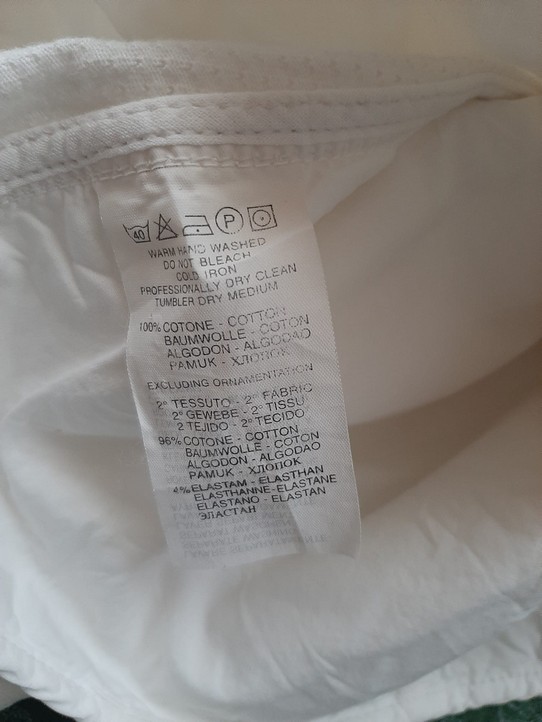 40 P
WARM HAND WASHED
DO NOT BLEACH
COLD IRON
PROFESSIONALLY DRY CLEAN
TUMBLER DRY MEDIUM
100% COTONE - COTTON
BAUMWOLLE - COTON
ALGODON - ALGODAO
PAMUK - ХЛОПОК
EXCLUDING ORNAMENTATION
2° TESSUTO - 2° FABRIC
2° GEWEBE - 2° TISSU
2 TEJIDO - 2° TECIDO
96% COTONE - COTTON
BAUMWOLLE - COTON
ALGODON - ALGODAO
PAMUK - ХЛОПОК
4% ELASTAM - ELASTHAN
ELASTHANNE - ELASTANE
ELASTANO - ELASTAN
ЭЛАСТАН